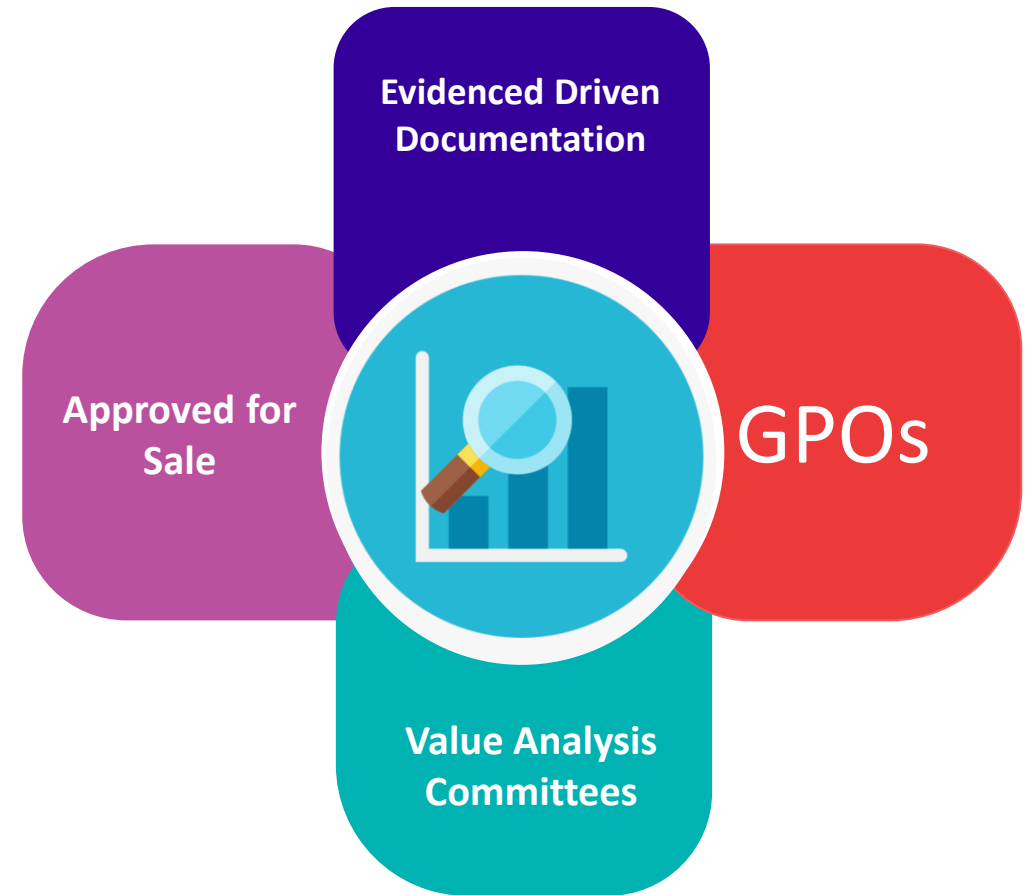 Evidenced Driven
Documentation
Approved for
Sale
GPOs
Value Analysis
Committees